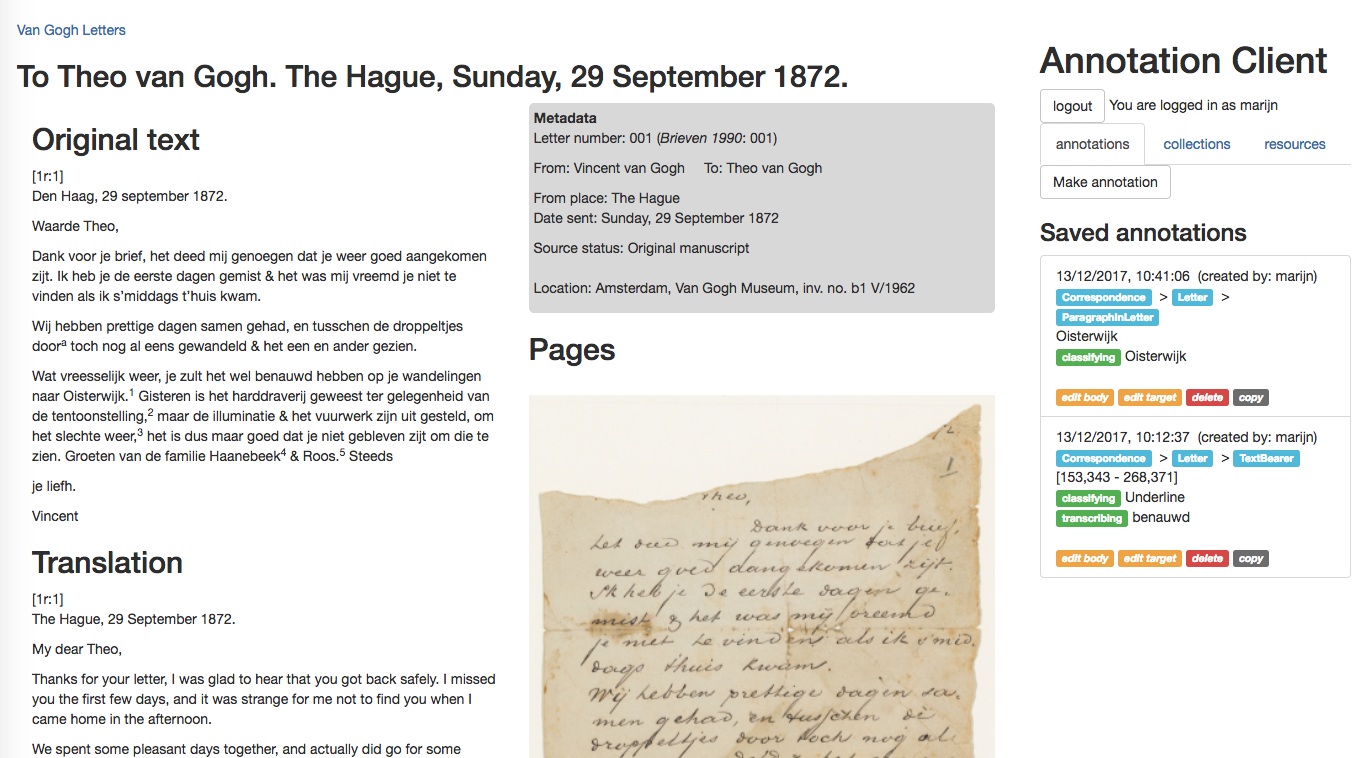 Van Gogh Letters
To Theo van Gogh. The Hague, Sunday, 29 September 1872.
Original text
[1r:1]
Den Haag, 29 september 1872.
Waarde Theo,
Dank voor je brief, het deed mij genoegen dat je weer goed aangekomen
zijt. Ik heb je de eerste dagen gemist & het was mij vreemd je niet te
vinden als ik s’middags t’huis kwam.
Wij hebben prettige dagen samen gehad, en tusschen de droppeltjes
doorᵃ toch nog al eens gewandeld & het een en ander gezien.
Wat vreesselijk weer, je zult het wel benauwd hebben op je wandelingen
naar Oisterwijk.¹ Gisteren is het harddraverij geweest ter gelegenheid van
de tentoonstelling,² maar de illuminatie & het vuurwerk zijn uit gesteld, om
het slechte weer,³ het is dus maar goed dat je niet gebleven zijt om die te
zien. Groeten van de familie Haanebeek⁴ & Roos.⁵ Steeds
je liefh.
Vincent
Translation
[1r:1]
The Hague, 29 September 1872.
My dear Theo,
Thanks for your letter, I was glad to hear that you got back safely. I missed
you the first few days, and it was strange for me not to find you when I
came home in the afternoon.
We spent some pleasant days together, and actually did go for some
Metadata
Letter number: 001 (Brieven 1990: 001)
From: Vincent van Gogh To: Theo van Gogh
From place: The Hague
Date sent: Sunday, 29 September 1872
Source status: Original manuscript
Location: Amsterdam, Van Gogh Museum, inv. no. b1 V/1962
Pages
1
Theo,
Dank voor je brief,
het deed mij genoegen dat je
weer goed aangekomen zijt.
Ik heb je de eerste dagen ge-
mist & het was mij vreemd
je niet te vinden als ik s'mid-
dags thuis kwam.
Wij hebben prettige dagen sa-
men gehad, en tusschen de
droppeltjes door toch nog al
Annotation Client
logout You are logged in as marijn
annotations collections resources
Make annotation
Saved annotations
13/12/2017, 10:41:06 (created by: marijn)
Correspondence > Letter >
ParagraphInLetter
Oisterwijk
classifying Oisterwijk
edit body edit target delete copy
13/12/2017, 10:12:37 (created by: marijn)
Correspondence > Letter > TextBearer
[153,343 - 268,371]
classifying Underline
transcribing benauwd
edit body edit target delete copy